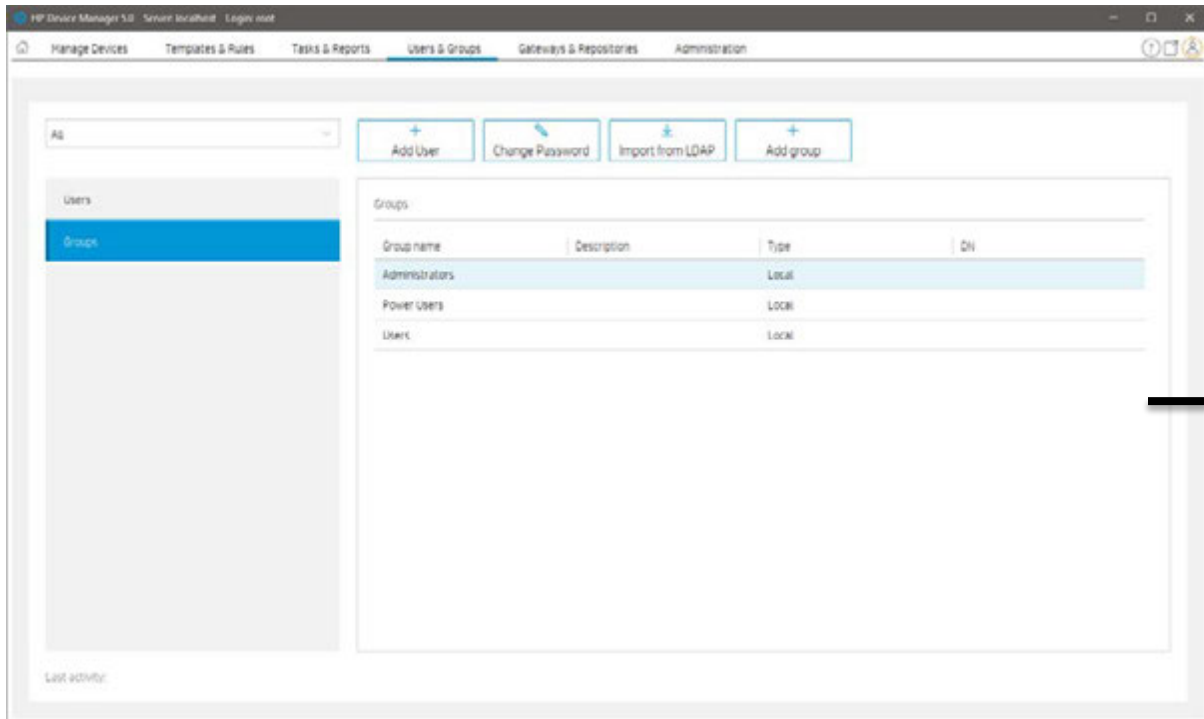 HP Device Manager 5.0 Server localhost Login: root
Manage Devices Templates & Rules Tasks & Reports Users & Groups Gateways & Repositories Administration
All
Add User Change Password Import from LDAP Add group
Users
Groups
Groups
Group name Description Type DN
Administrators Local
Power Users Local
Users Local
Last activity: